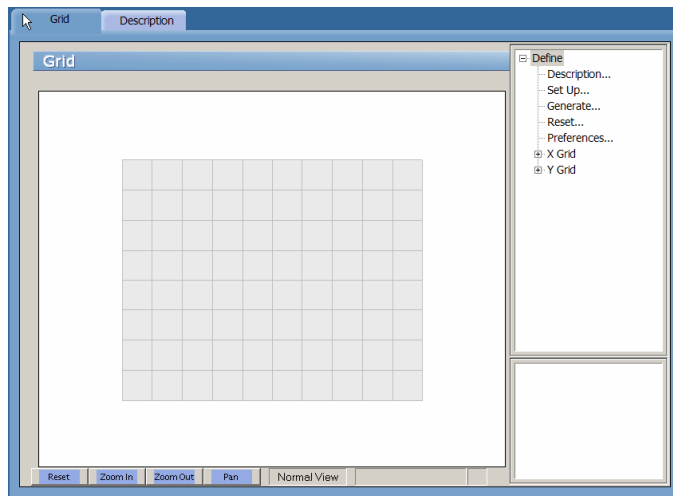 Grid
Description
Grid
Define
Description...
Set Up...
Generate...
Reset...
Preferences...
X Grid
Y Grid
Reset
Zoom In
Zoom Out
Pan
Normal View